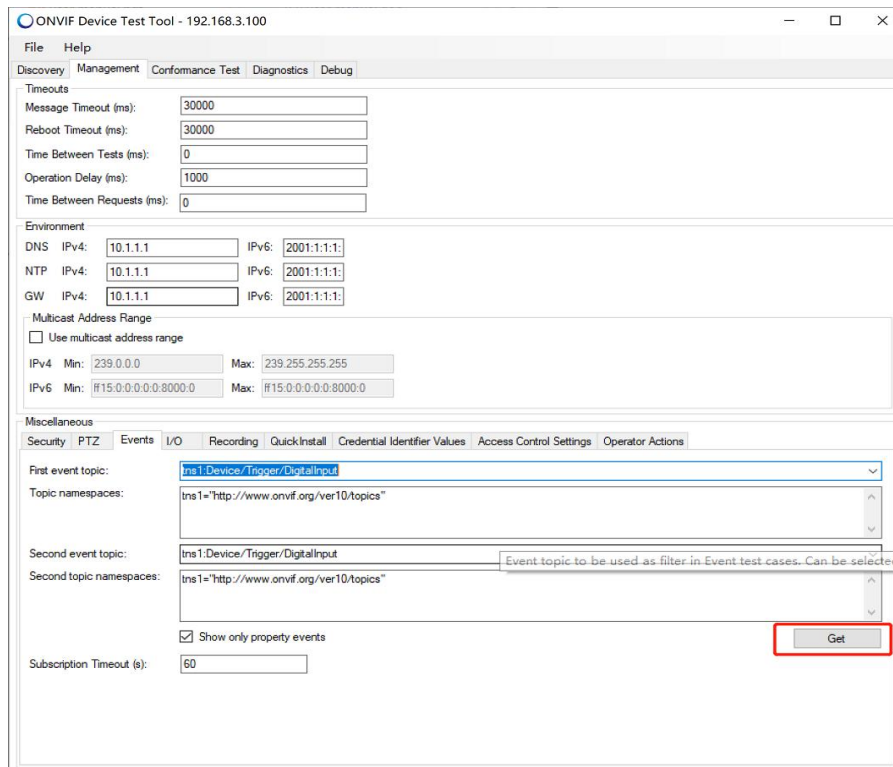 ONVIF Device Test Tool - 192.168.3.100
File Help
Discovery Management Conformance Test Diagnostics Debug
Timeouts
Message Timeout (ms): 30000
Reboot Timeout (ms): 30000
Time Between Tests (ms): 0
Operation Delay (ms): 1000
Time Between Requests (ms): 0
Environment
DNS IPv4: 10.1.1.1 IPv6: 2001:1:1:1:
NTP IPv4: 10.1.1.1 IPv6: 2001:1:1:1:
GW IPv4: 10.1.1.1 IPv6: 2001:1:1:1:
Multicast Address Range
Use multicast address range
IPv4 Min: 239.0.0.0 Max: 239.255.255.255
IPv6 Min: ff15:0:0:0:0:0:8000:0 Max: ff15:0:0:0:0:0:8000:0
Miscellaneous
Security PTZ Events I/O Recording QuickInstall Credential Identifier Values Access Control Settings Operator Actions
First event topic: tns1:Device/Trigger/DigitalInput
Topic namespaces: tns1="http://www.onvif.org/ver10/topics"
Second event topic: tns1:Device/Trigger/DigitalInput
Event topic to be used as filter in Event test cases. Can be selecte
Second topic namespaces: tns1="http://www.onvif.org/ver10/topics"
Show only property events Get
Subscription Timeout (s): 60